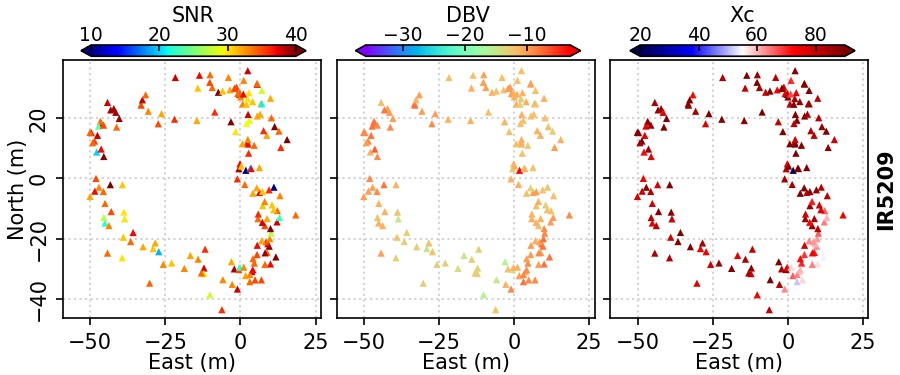 SNR DBV Xc
10 20 30 40 −30 −20 −10 20 40 60 80
North (m)
20
0
−20
−40
IR5209
−50 −25 0 25 −50 −25 0 25 −50 −25 0 25
East (m) East (m) East (m)